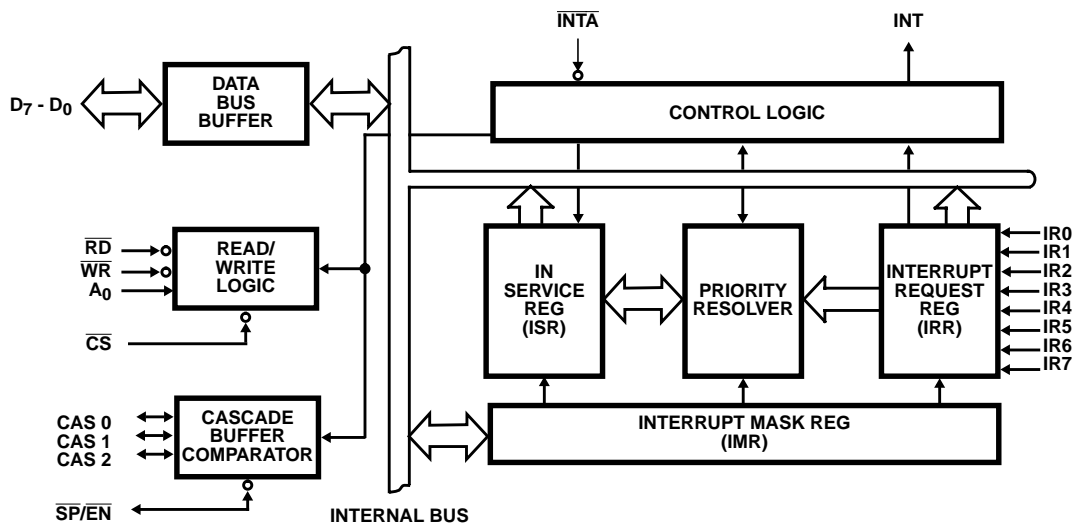 INTA
INT
DATA
BUS
BUFFER
D7 - D0
CONTROL LOGIC
RD
WR
A0
READ/
WRITE
LOGIC
CS
IN
SERVICE
REG
(ISR)
PRIORITY
RESOLVER
INTERRUPT
REQUEST
REG
(IRR)
IR0
IR1
IR2
IR3
IR4
IR5
IR6
IR7
CAS 0
CAS 1
CAS 2
CASCADE
BUFFER
COMPARATOR
INTERRUPT MASK REG
(IMR)
SP/EN
INTERNAL BUS